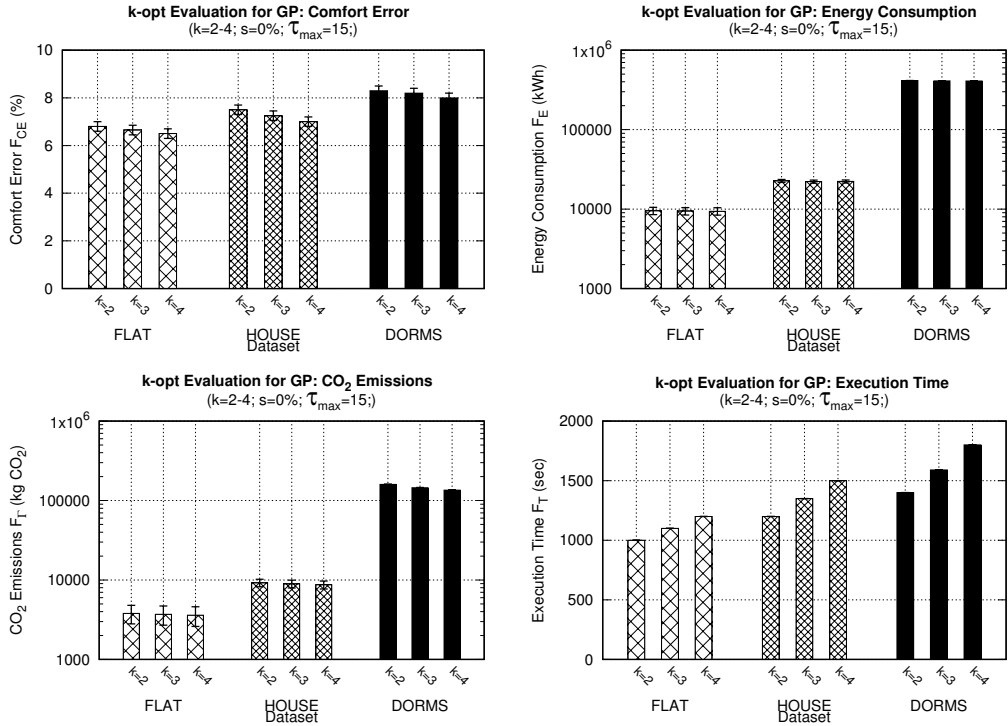 k-opt Evaluation for GP: Comfort Error
(k=2-4; s=0%; τmax=15;)
Comfort Error FCE (%)
10
8
6
4
2
0
k=2 k=3 k=4 k=2 k=3 k=4 k=2 k=3 k=4
FLAT HOUSE DORMS
Dataset
k-opt Evaluation for GP: Energy Consumption
(k=2-4; s=0%; τmax=15;)
Energy Consumption FE (kWh)
1x10⁶
100000
10000
1000
k=2 k=3 k=4 k=2 k=3 k=4 k=2 k=3 k=4
FLAT HOUSE DORMS
Dataset
k-opt Evaluation for GP: CO₂ Emissions
(k=2-4; s=0%; τmax=15;)
CO₂ Emissions FΓ (kg CO₂)
1x10⁶
100000
10000
1000
k=2 k=3 k=4 k=2 k=3 k=4 k=2 k=3 k=4
FLAT HOUSE DORMS
Dataset
k-opt Evaluation for GP: Execution Time
(k=2-4; s=0%; τmax=15;)
Execution Time FT (sec)
2000
1500
1000
500
0
k=2 k=3 k=4 k=2 k=3 k=4 k=2 k=3 k=4
FLAT HOUSE DORMS
Dataset